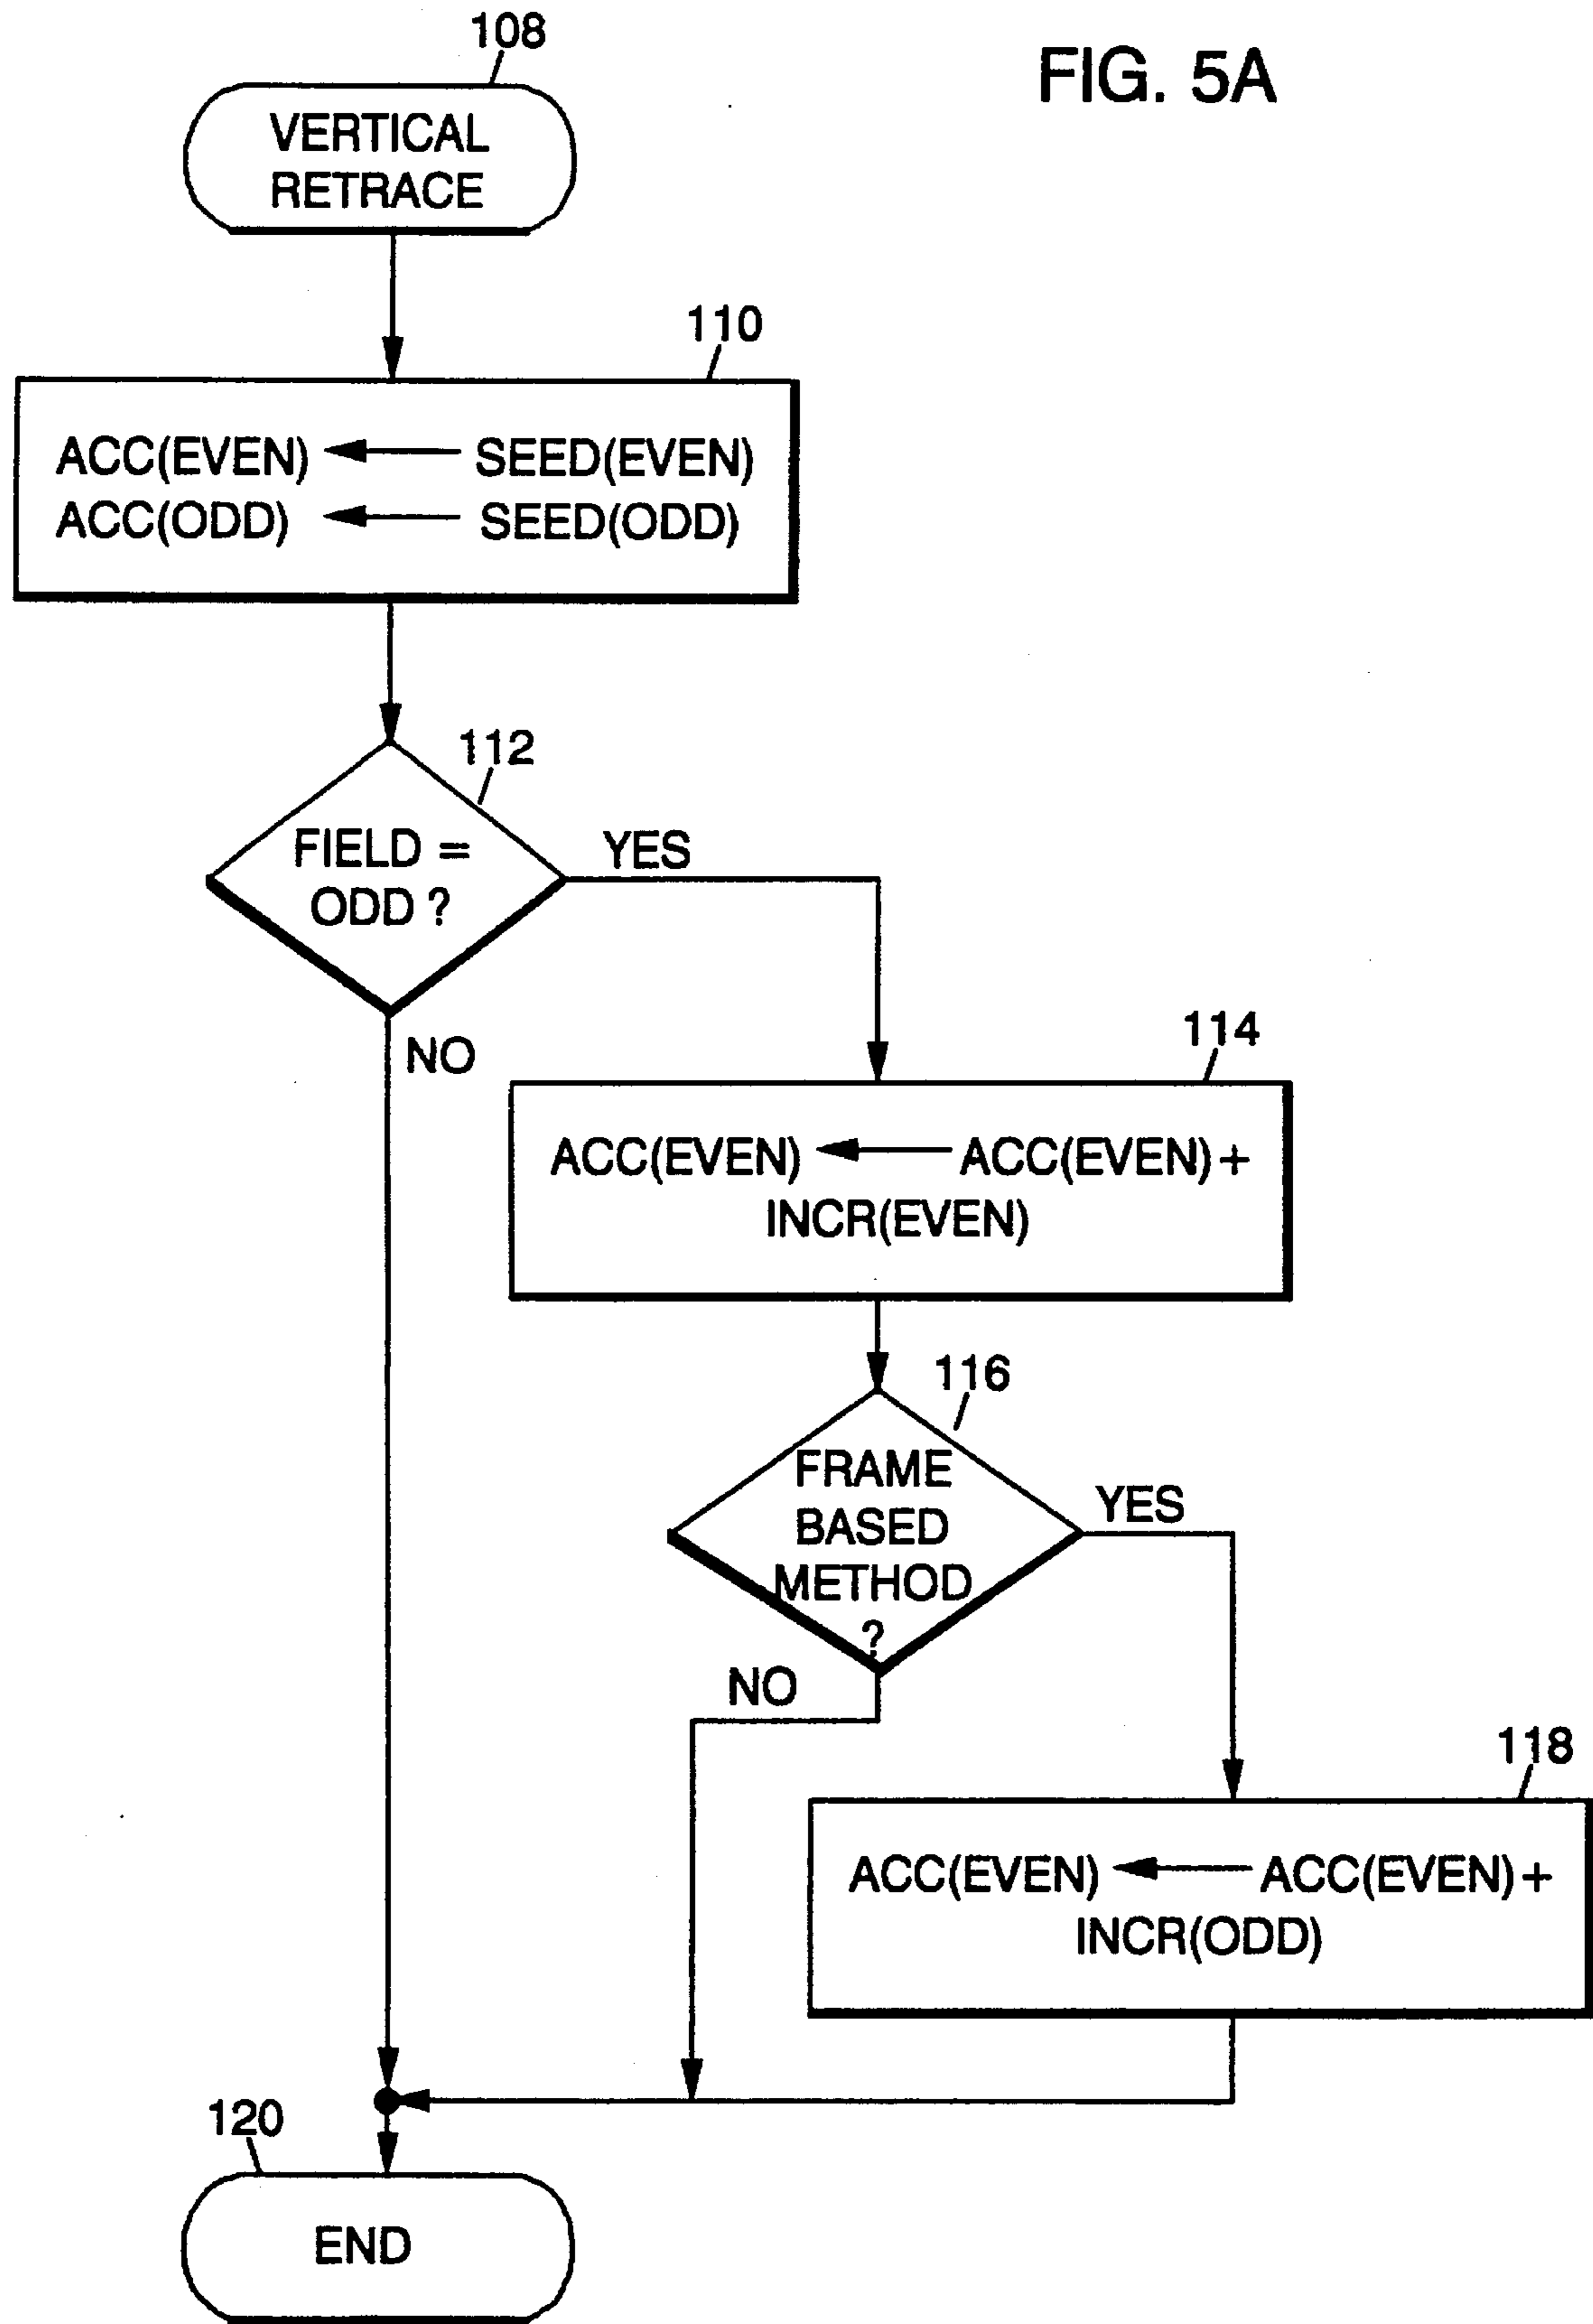 108
FIG. 5A
VERTICAL
RETRACE
110
ACC(EVEN) SEED(EVEN)
ACC(ODD) SEED(ODD)
112
FIELD =
ODD ?
YES
NO
114
ACC(EVEN) ACC(EVEN) +
INCR(EVEN)
116
FRAME
BASED
METHOD
?
YES
NO
118
ACC(EVEN) ACC(EVEN) +
INCR(ODD)
120
END